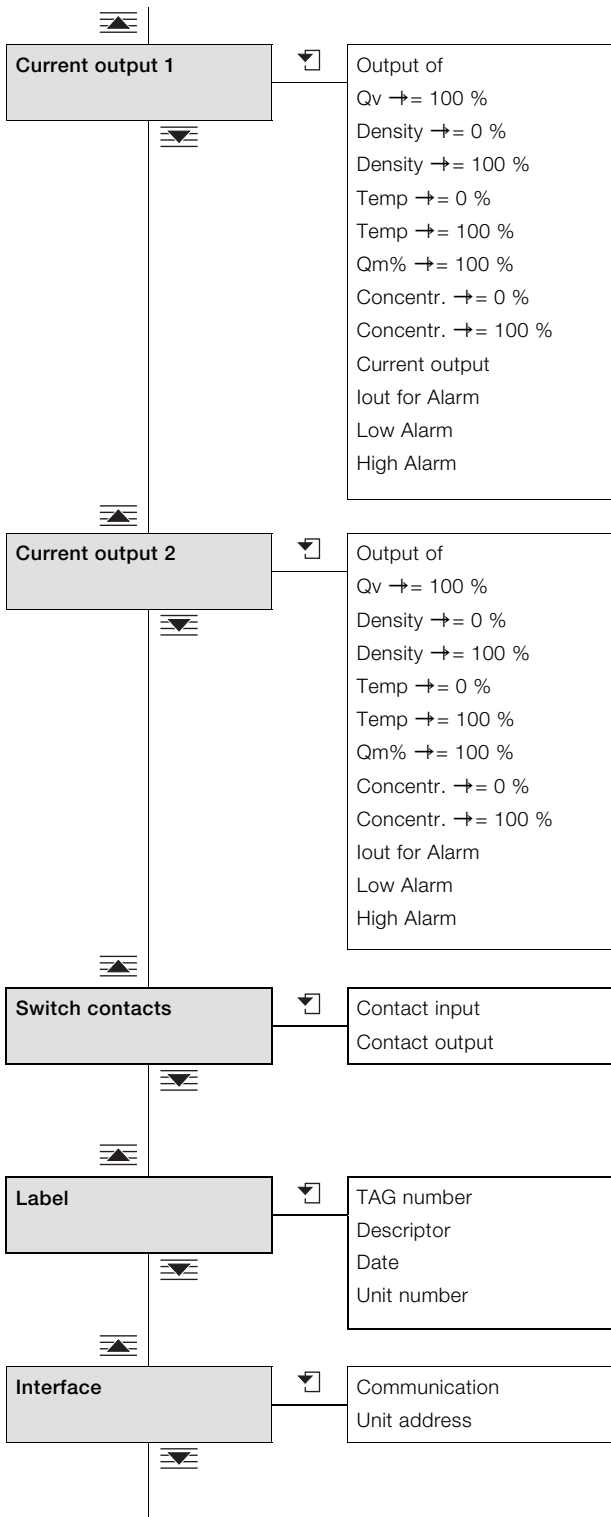 Current output 1
Output of
Qv →= 100 %
Density →= 0 %
Density →= 100 %
Temp →= 0 %
Temp →= 100 %
Qm% →= 100 %
Concentr. →= 0 %
Concentr. →= 100 %
Current output
Iout for Alarm
Low Alarm
High Alarm
Current output 2
Output of
Qv →= 100 %
Density →= 0 %
Density →= 100 %
Temp →= 0 %
Temp →= 100 %
Qm% →= 100 %
Concentr. →= 0 %
Concentr. →= 100 %
Iout for Alarm
Low Alarm
High Alarm
Switch contacts
Contact input
Contact output
Label
TAG number
Descriptor
Date
Unit number
Interface
Communication
Unit address